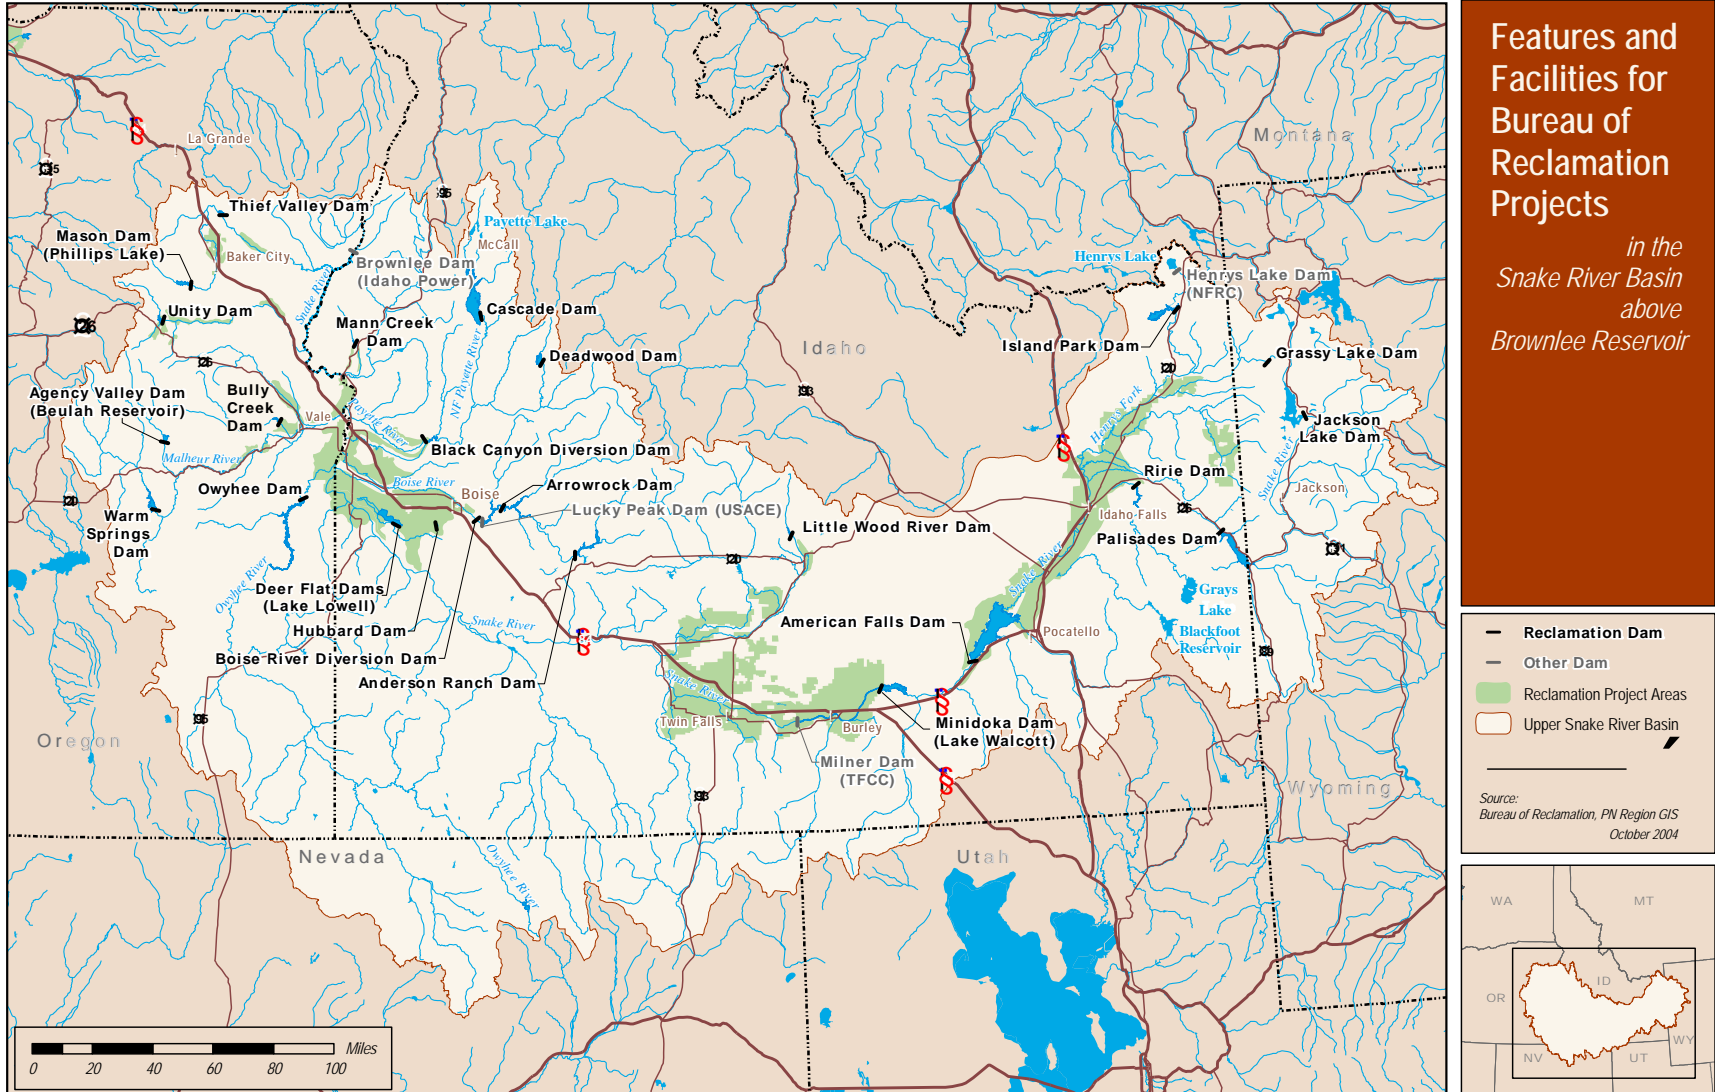 Features and
Facilities for
Bureau of
Reclamation
Projects
in the
Snake River Basin
above
Brownlee Reservoir
Reclamation Dam
Other Dam
Reclamation Project Areas
Upper Snake River Basin
Source:
Bureau of Reclamation, PN Region GIS
October 2004
WA
MT
OR
ID
WY
NV
UT
Montana
La Grande
Thief Valley Dam
Payette Lake
McCall
Mason Dam
(Phillips Lake)
Baker City
Snake River
Brownlee Dam
(Idaho Power)
Henrys Lake
Henrys Lake Dam
(NFRC)
Unity Dam
Mann Creek
Dam
Cascade Dam
NF Payette River
Deadwood Dam
Idaho
Island Park Dam
Grassy Lake Dam
Agency Valley Dam
(Beulah Reservoir)
Bully
Creek
Dam
Vale
Payette River
Henrys Fork
Jackson
Lake Dam
Malheur River
Black Canyon Diversion Dam
Snake River
Owyhee Dam
Boise River
Boise
Arrowrock Dam
Lucky Peak Dam (USACE)
Ririe Dam
Jackson
Warm
Springs
Dam
Little Wood River Dam
Idaho Falls
Palisades Dam
Owyhee River
Deer Flat Dams
(Lake Lowell)
Snake River
Snake River
Grays
Lake
Hubbard Dam
American Falls Dam
Pocatello
Blackfoot
Reservoir
Boise River Diversion Dam
Anderson Ranch Dam
Snake River
Twin Falls
Burley
Minidoka Dam
(Lake Walcott)
Oregon
Milner Dam
(TFCC)
Wyoming
Nevada
Owyhee River
Utah
Miles
0 20 40 60 80 100